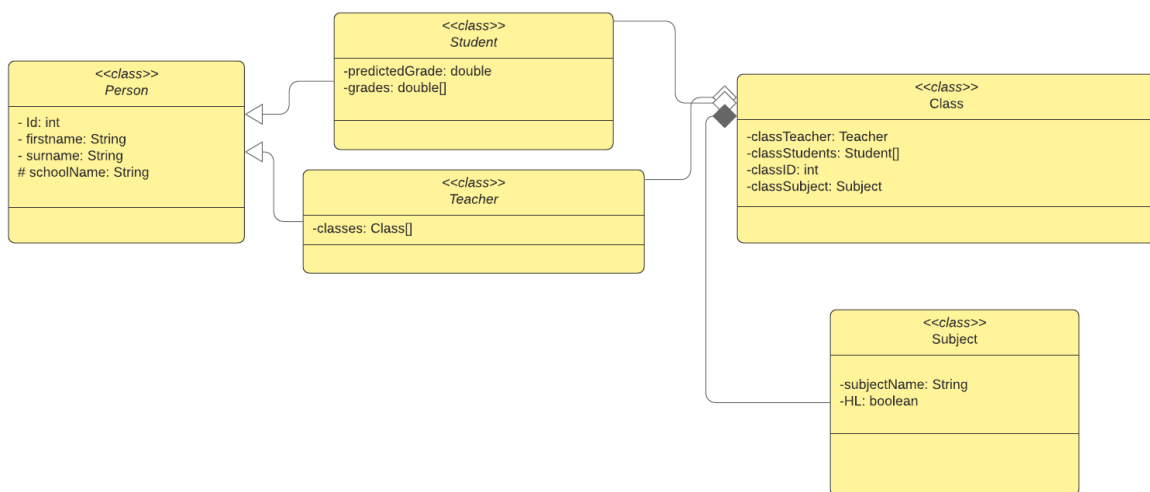 <<class>>
Person
- Id: int
- firstname: String
- surname: String
# schoolName: String
<<class>>
Student
-predictedGrade: double
-grades: double[]
<<class>>
Teacher
-classes: Class[]
<<class>>
Class
-classTeacher: Teacher
-classStudents: Student[]
-classID: int
-classSubject: Subject
<<class>>
Subject
-subjectName: String
-HL: boolean